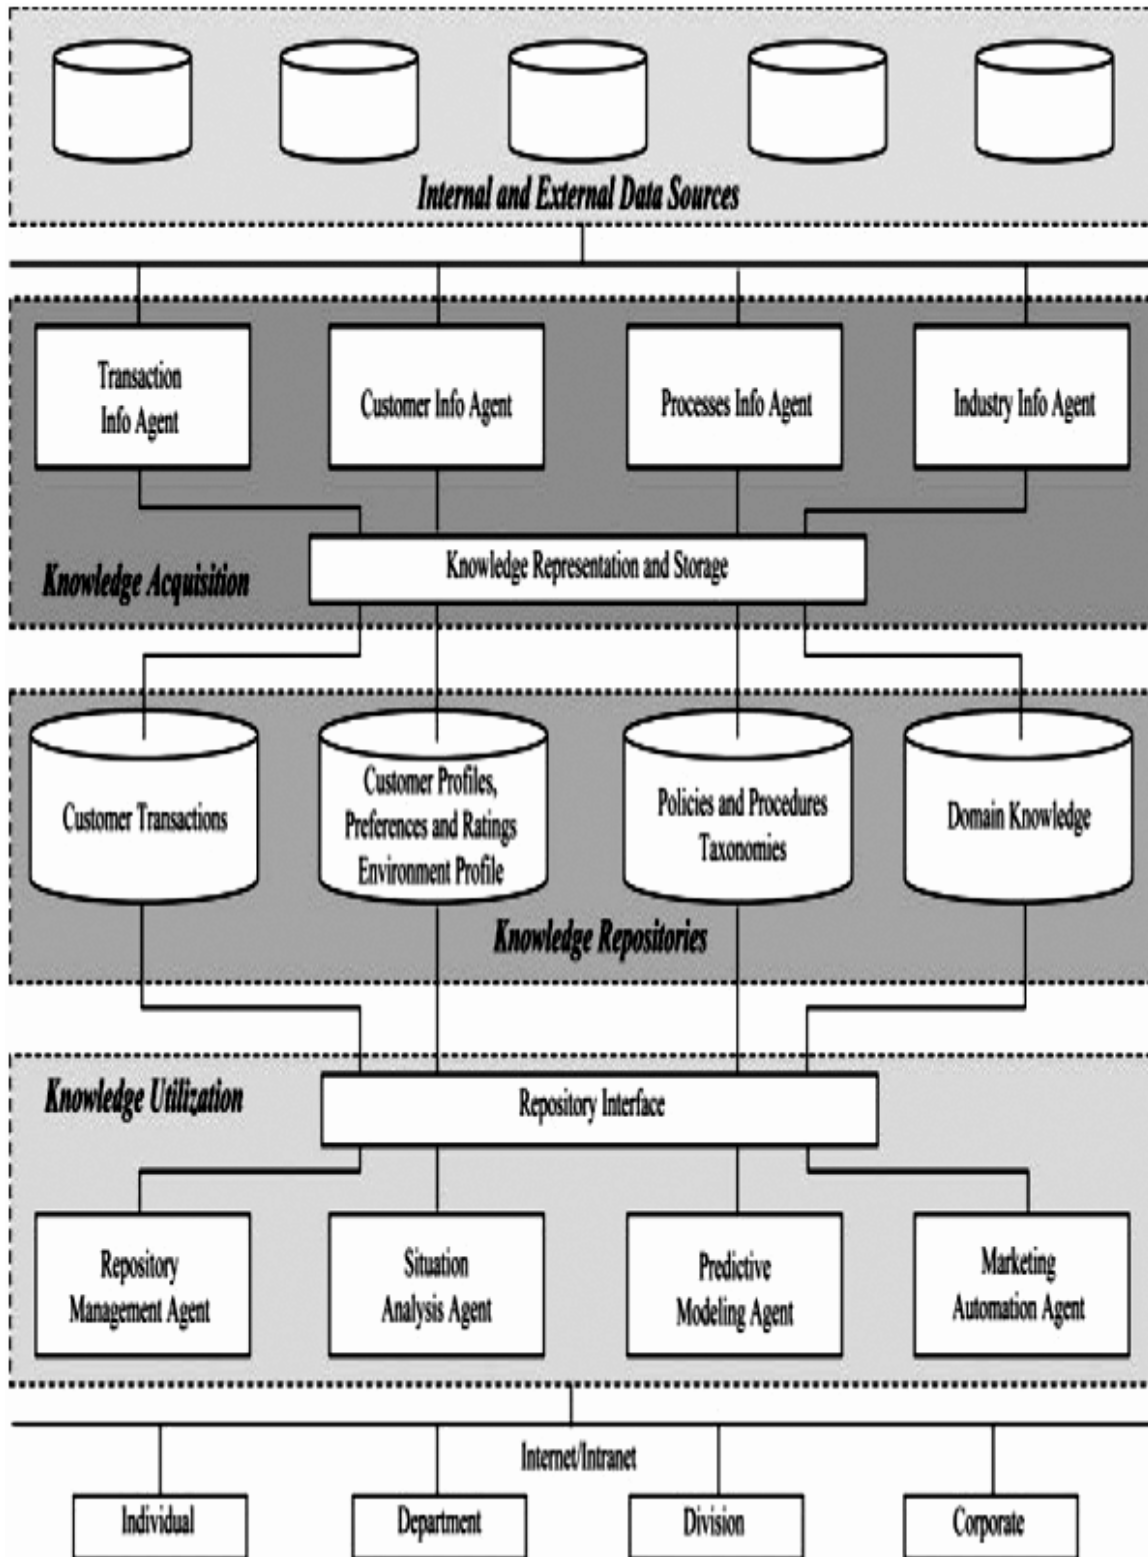 Internal and External Data Sources
Transaction
Info Agent
Customer Info Agent
Processes Info Agent
Industry Info Agent
Knowledge Representation and Storage
Knowledge Acquisition
Customer Transactions
Customer Profiles,
Preferences and Ratings
Environment Profile
Policies and Procedures
Taxonomies
Domain Knowledge
Knowledge Repositories
Knowledge Utilization
Repository Interface
Repository
Management Agent
Situation
Analysis Agent
Predictive
Modeling Agent
Marketing
Automation Agent
Internet/Intranet
Individual
Department
Division
Corporate